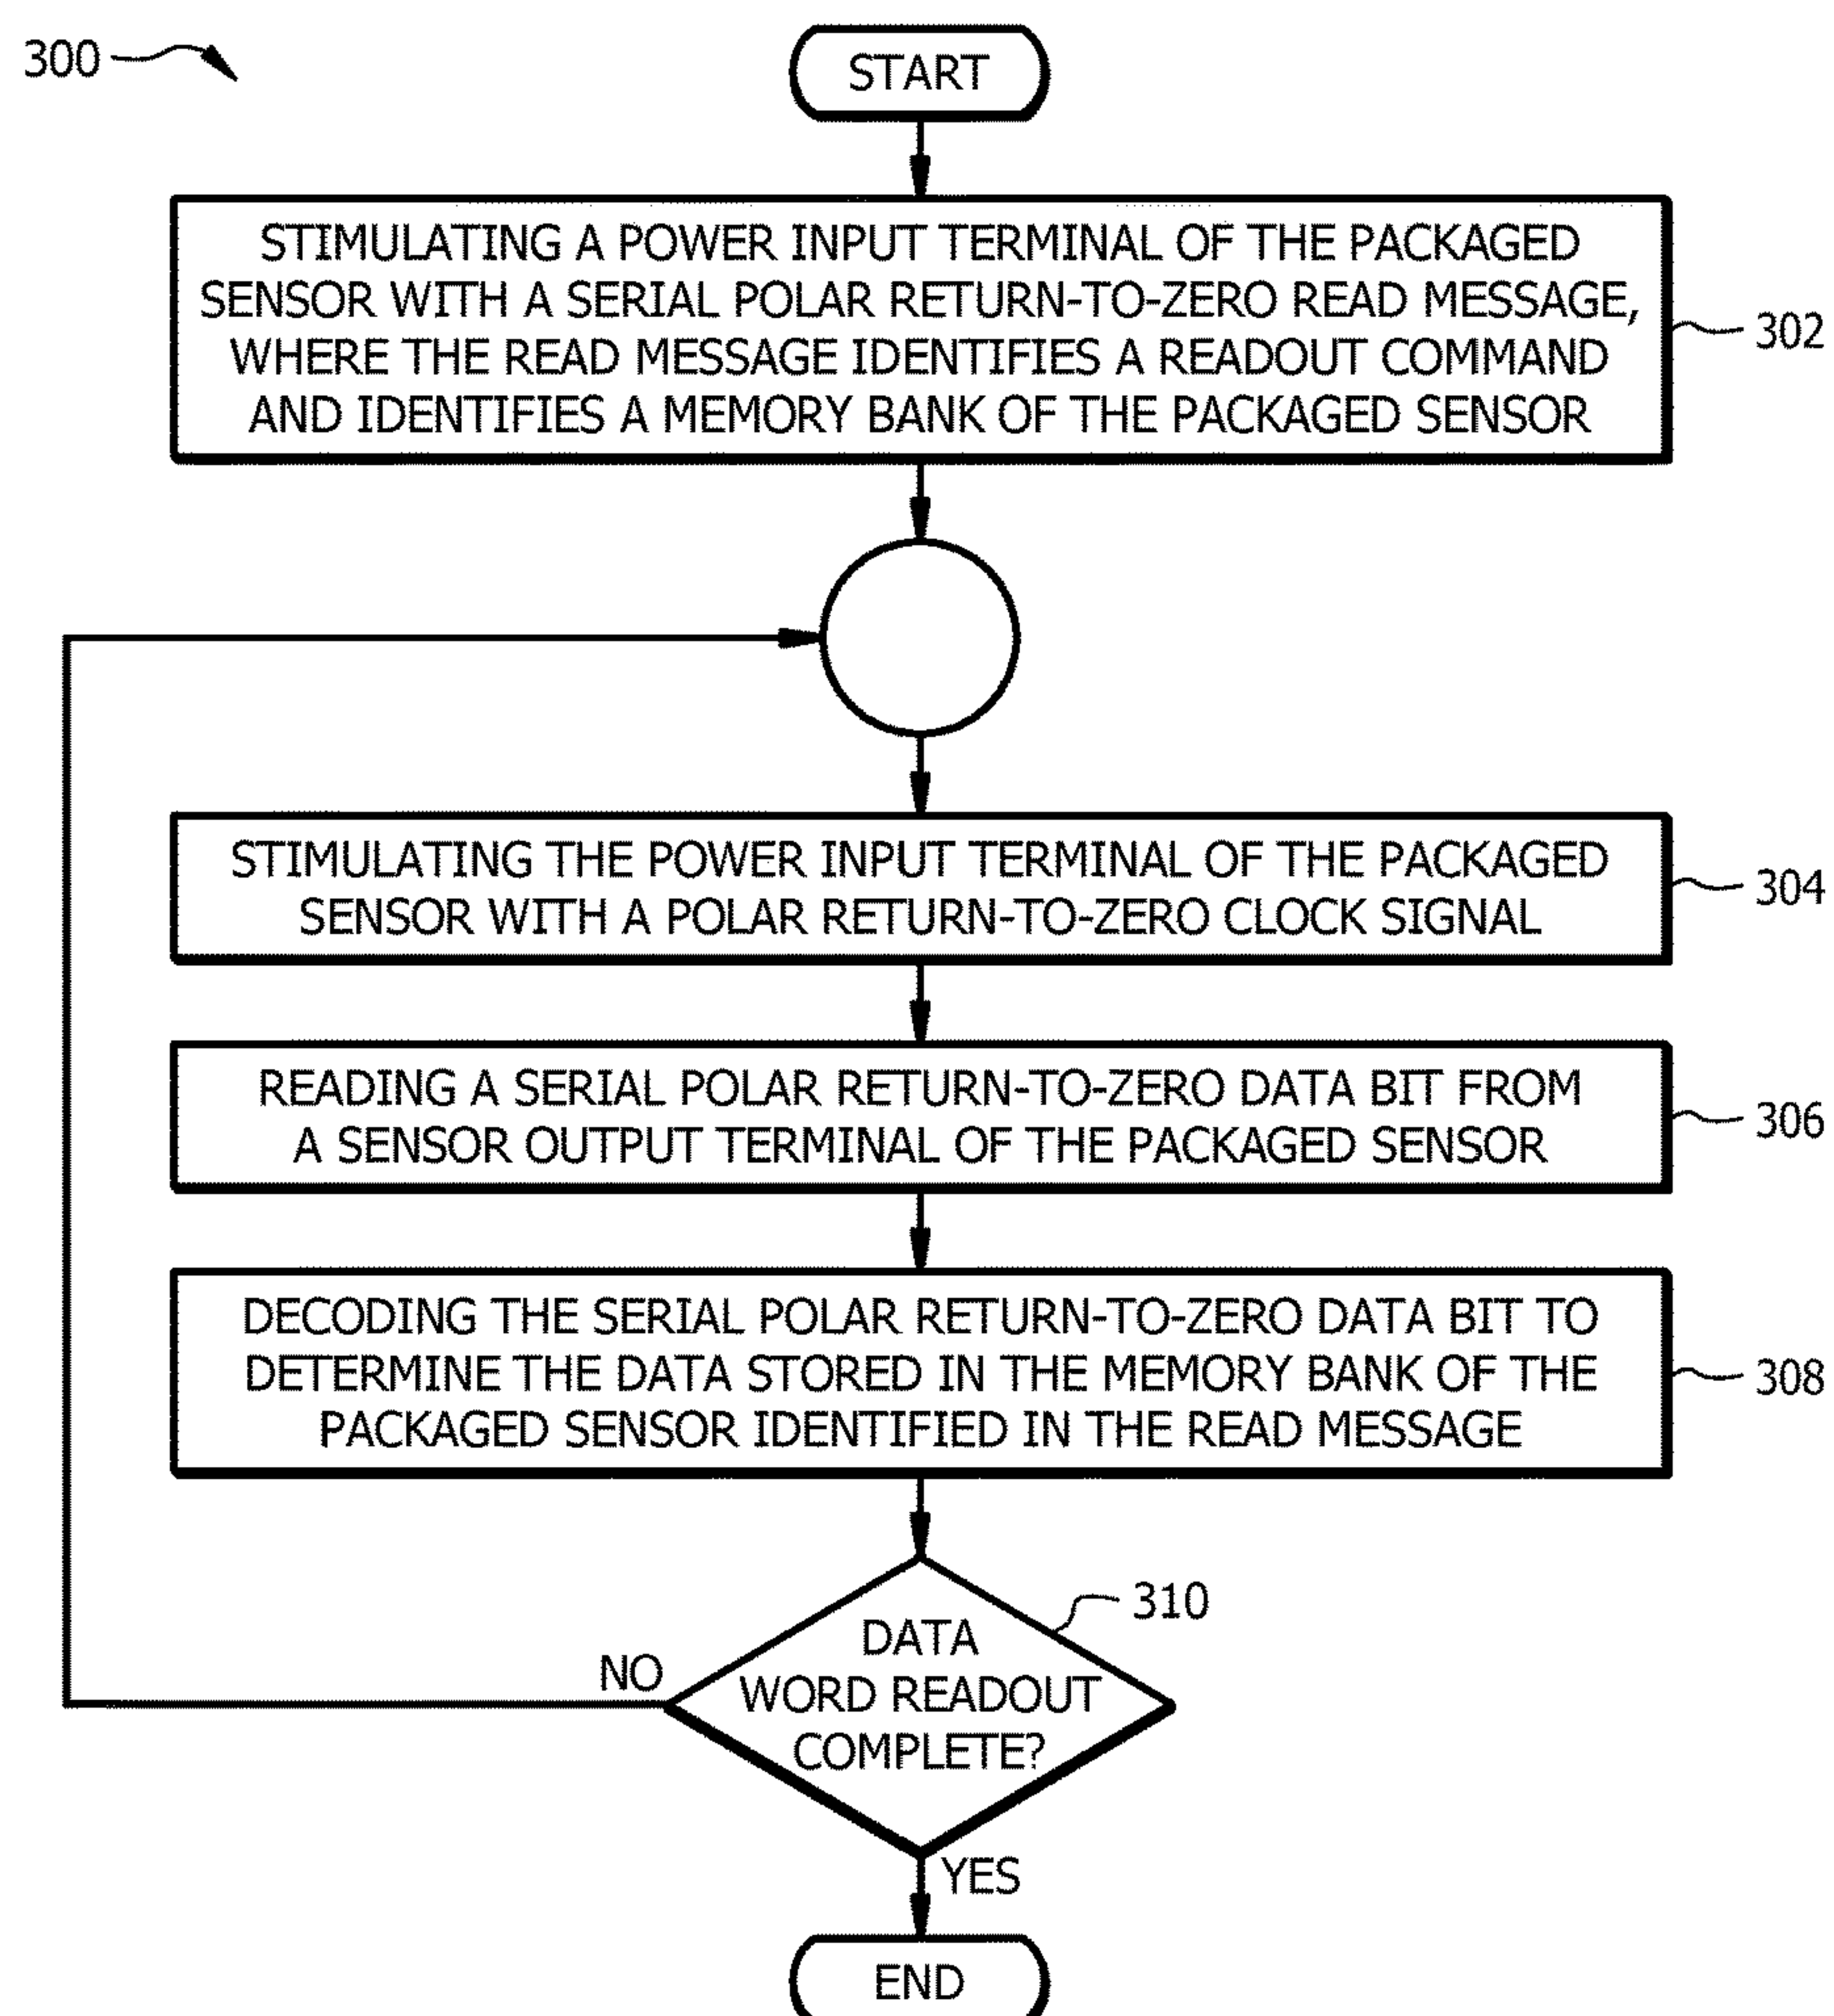 300
START
STIMULATING A POWER INPUT TERMINAL OF THE PACKAGED
SENSOR WITH A SERIAL POLAR RETURN-TO-ZERO READ MESSAGE,
WHERE THE READ MESSAGE IDENTIFIES A READOUT COMMAND
AND IDENTIFIES A MEMORY BANK OF THE PACKAGED SENSOR
302
STIMULATING THE POWER INPUT TERMINAL OF THE PACKAGED
SENSOR WITH A POLAR RETURN-TO-ZERO CLOCK SIGNAL
304
READING A SERIAL POLAR RETURN-TO-ZERO DATA BIT FROM
A SENSOR OUTPUT TERMINAL OF THE PACKAGED SENSOR
306
DECODING THE SERIAL POLAR RETURN-TO-ZERO DATA BIT TO
DETERMINE THE DATA STORED IN THE MEMORY BANK OF THE
PACKAGED SENSOR IDENTIFIED IN THE READ MESSAGE
308
310
DATA
WORD READOUT
COMPLETE?
NO
YES
END